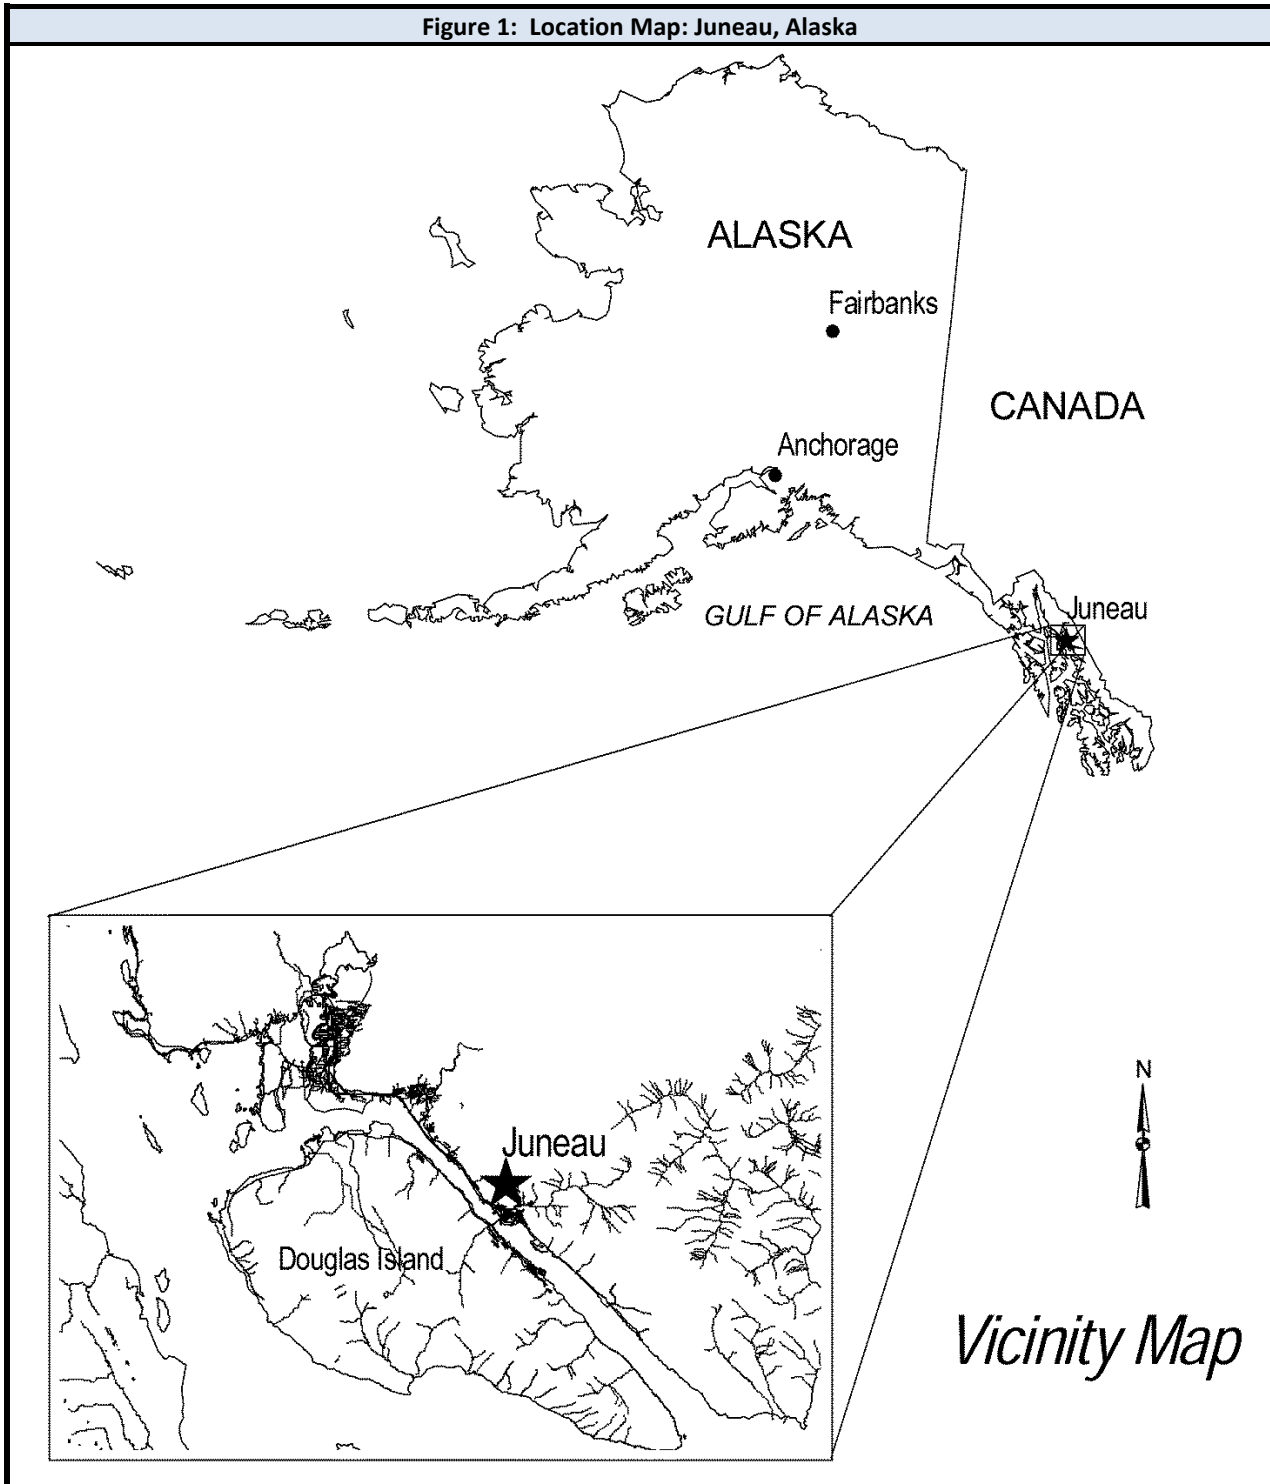 Figure 1:  Location Map: Juneau, Alaska
ALASKA
Fairbanks
CANADA
Anchorage
Juneau
GULF OF ALASKA
N
Juneau
Douglas Island
Vicinity Map